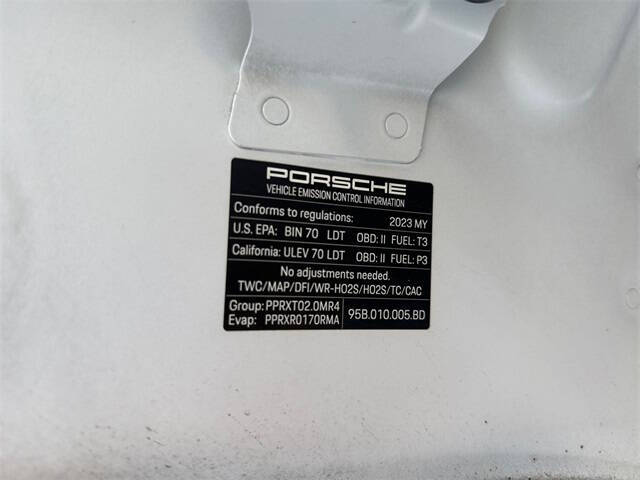 PORSCHE
VEHICLE EMISSION CONTROL INFORMATION
Conforms to regulations: 2023 MY
U.S. EPA: BIN 70 LDT OBD: II FUEL: T3
California: ULEV 70 LDT OBD: II FUEL: P3
No adjustments needed.
TWC/MAP/DFI/WR-HO2S/HO2S/TC/CAC
Group: PPRXT02.0MR4
Evap: PPRXR0170RMA
95B.010.005.BD